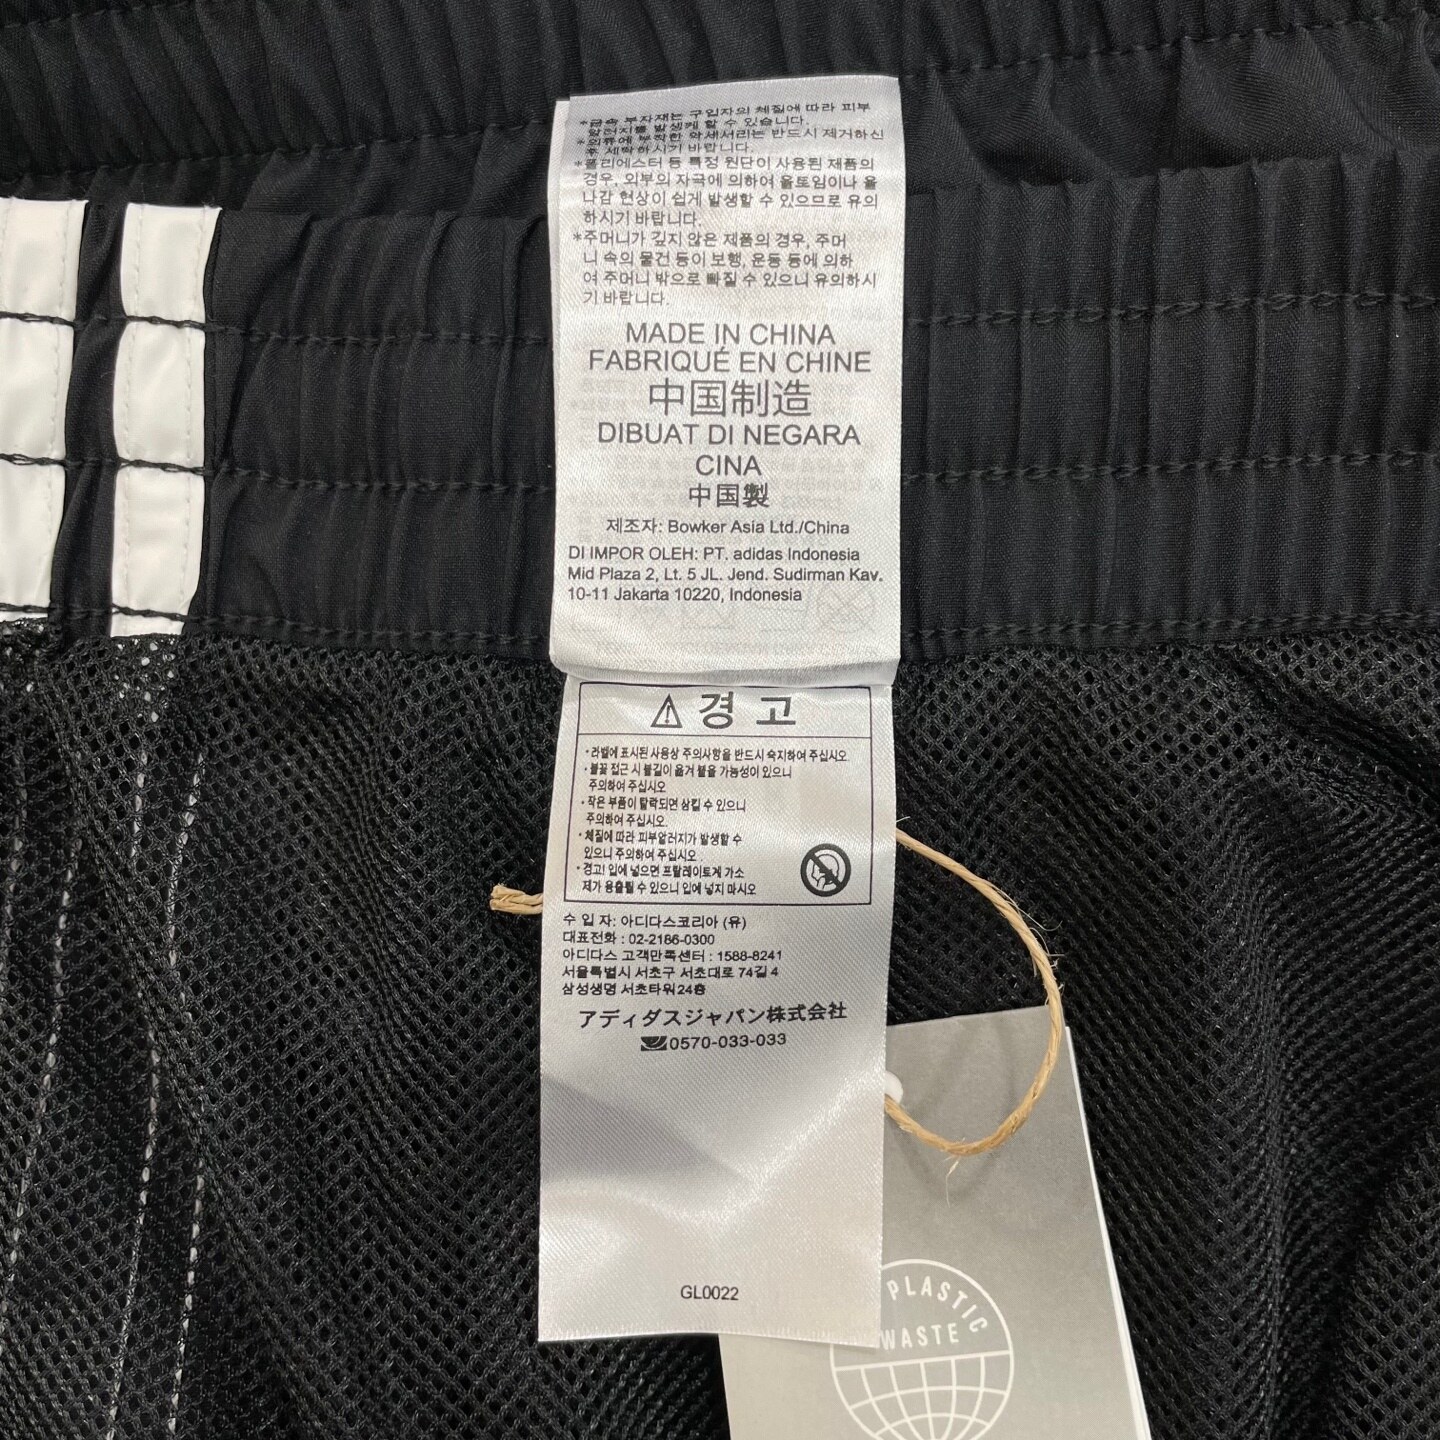 *접속 부자재는 구입자의 체질에 따라 피부
알러지를 발생케 할 수 있습니다.
*의류에 부착한 악세서리는 반드시 제거하신
후 세탁하시기 바랍니다.
*폴리에스터 등 특정 원단이 사용된 제품의
경우, 외부의 자극에 의하여 올트임이나 올
나감 현상이 쉽게 발생할 수 있으므로 유의
하시기 바랍니다.
*주머니가 깊지 않은 제품의 경우, 주머
니 속의 물건 등이 보행, 운동 등에 의하
여 주머니 밖으로 빠질 수 있으니 유의하시
기 바랍니다.
MADE IN CHINA
FABRIQUÉ EN CHINE
中国制造
DIBUAT DI NEGARA
CINA
中国製
제조자: Bowker Asia Ltd./China
DI IMPOR OLEH: PT. adidas Indonesia
Mid Plaza 2, Lt. 5 JL. Jend. Sudirman Kav.
10-11 Jakarta 10220, Indonesia
경 고
·라벨에 표시된 사용상 주의사항을 반드시 숙지하여 주십시오
·불꽃 접근 시 불길이 옮겨 붙을 가능성이 있으니
주의하여 주십시오
·작은 부품이 탈락되면 삼킬 수 있으니
주의하여 주십시오.
·체질에 따라 피부알러지가 발생할 수
있으니 주의하여 주십시오.
·경고! 입에 넣으면 프탈레이트계 가소
제가 용출될 수 있으니 입에 넣지 마시오
수 입 자: 아디다스코리아 (유)
대표전화 : 02-2186-0300
아디다스 고객만족센터 : 1588-8241
서울특별시 서초구 서초대로 74길 4
삼성생명 서초타워 24층
アディダスジャパン株式会社
0570-033-033
GL0022
PLASTIC
WASTE